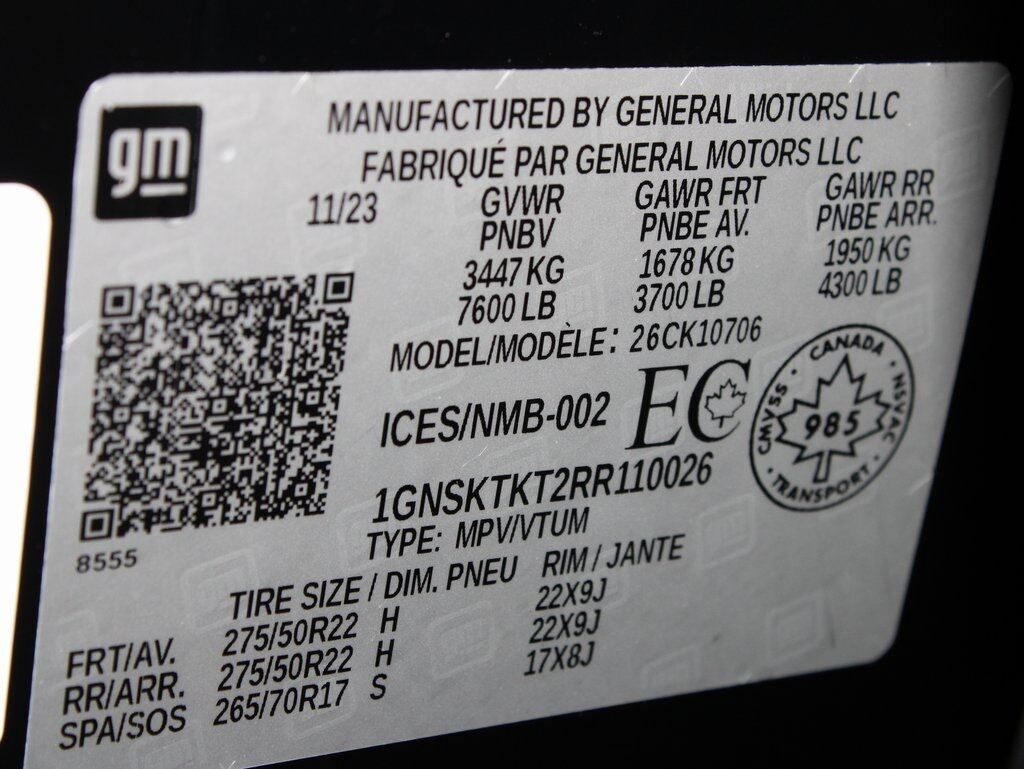 gm
MANUFACTURED BY GENERAL MOTORS LLC
FABRIQUÉ PAR GENERAL MOTORS LLC
11/23 GVWR GAWR FRT GAWR RR
PNBV PNBE AV. PNBE ARR.
3447 KG 1678 KG 1950 KG
7600 LB 3700 LB 4300 LB
MODEL/MODÈLE: 26CK10706
ICES/NMB-002 EC
CANADA · NSVAC · TRANSPORT · CMVSS ·
985
1GNSKTKT2RR110026
TYPE: MPV/VTUM
8555
TIRE SIZE / DIM. PNEU RIM / JANTE
FRT/AV. 275/50R22 H 22X9J
RR/ARR. 275/50R22 H 22X9J
SPA/SOS 265/70R17 S 17X8J